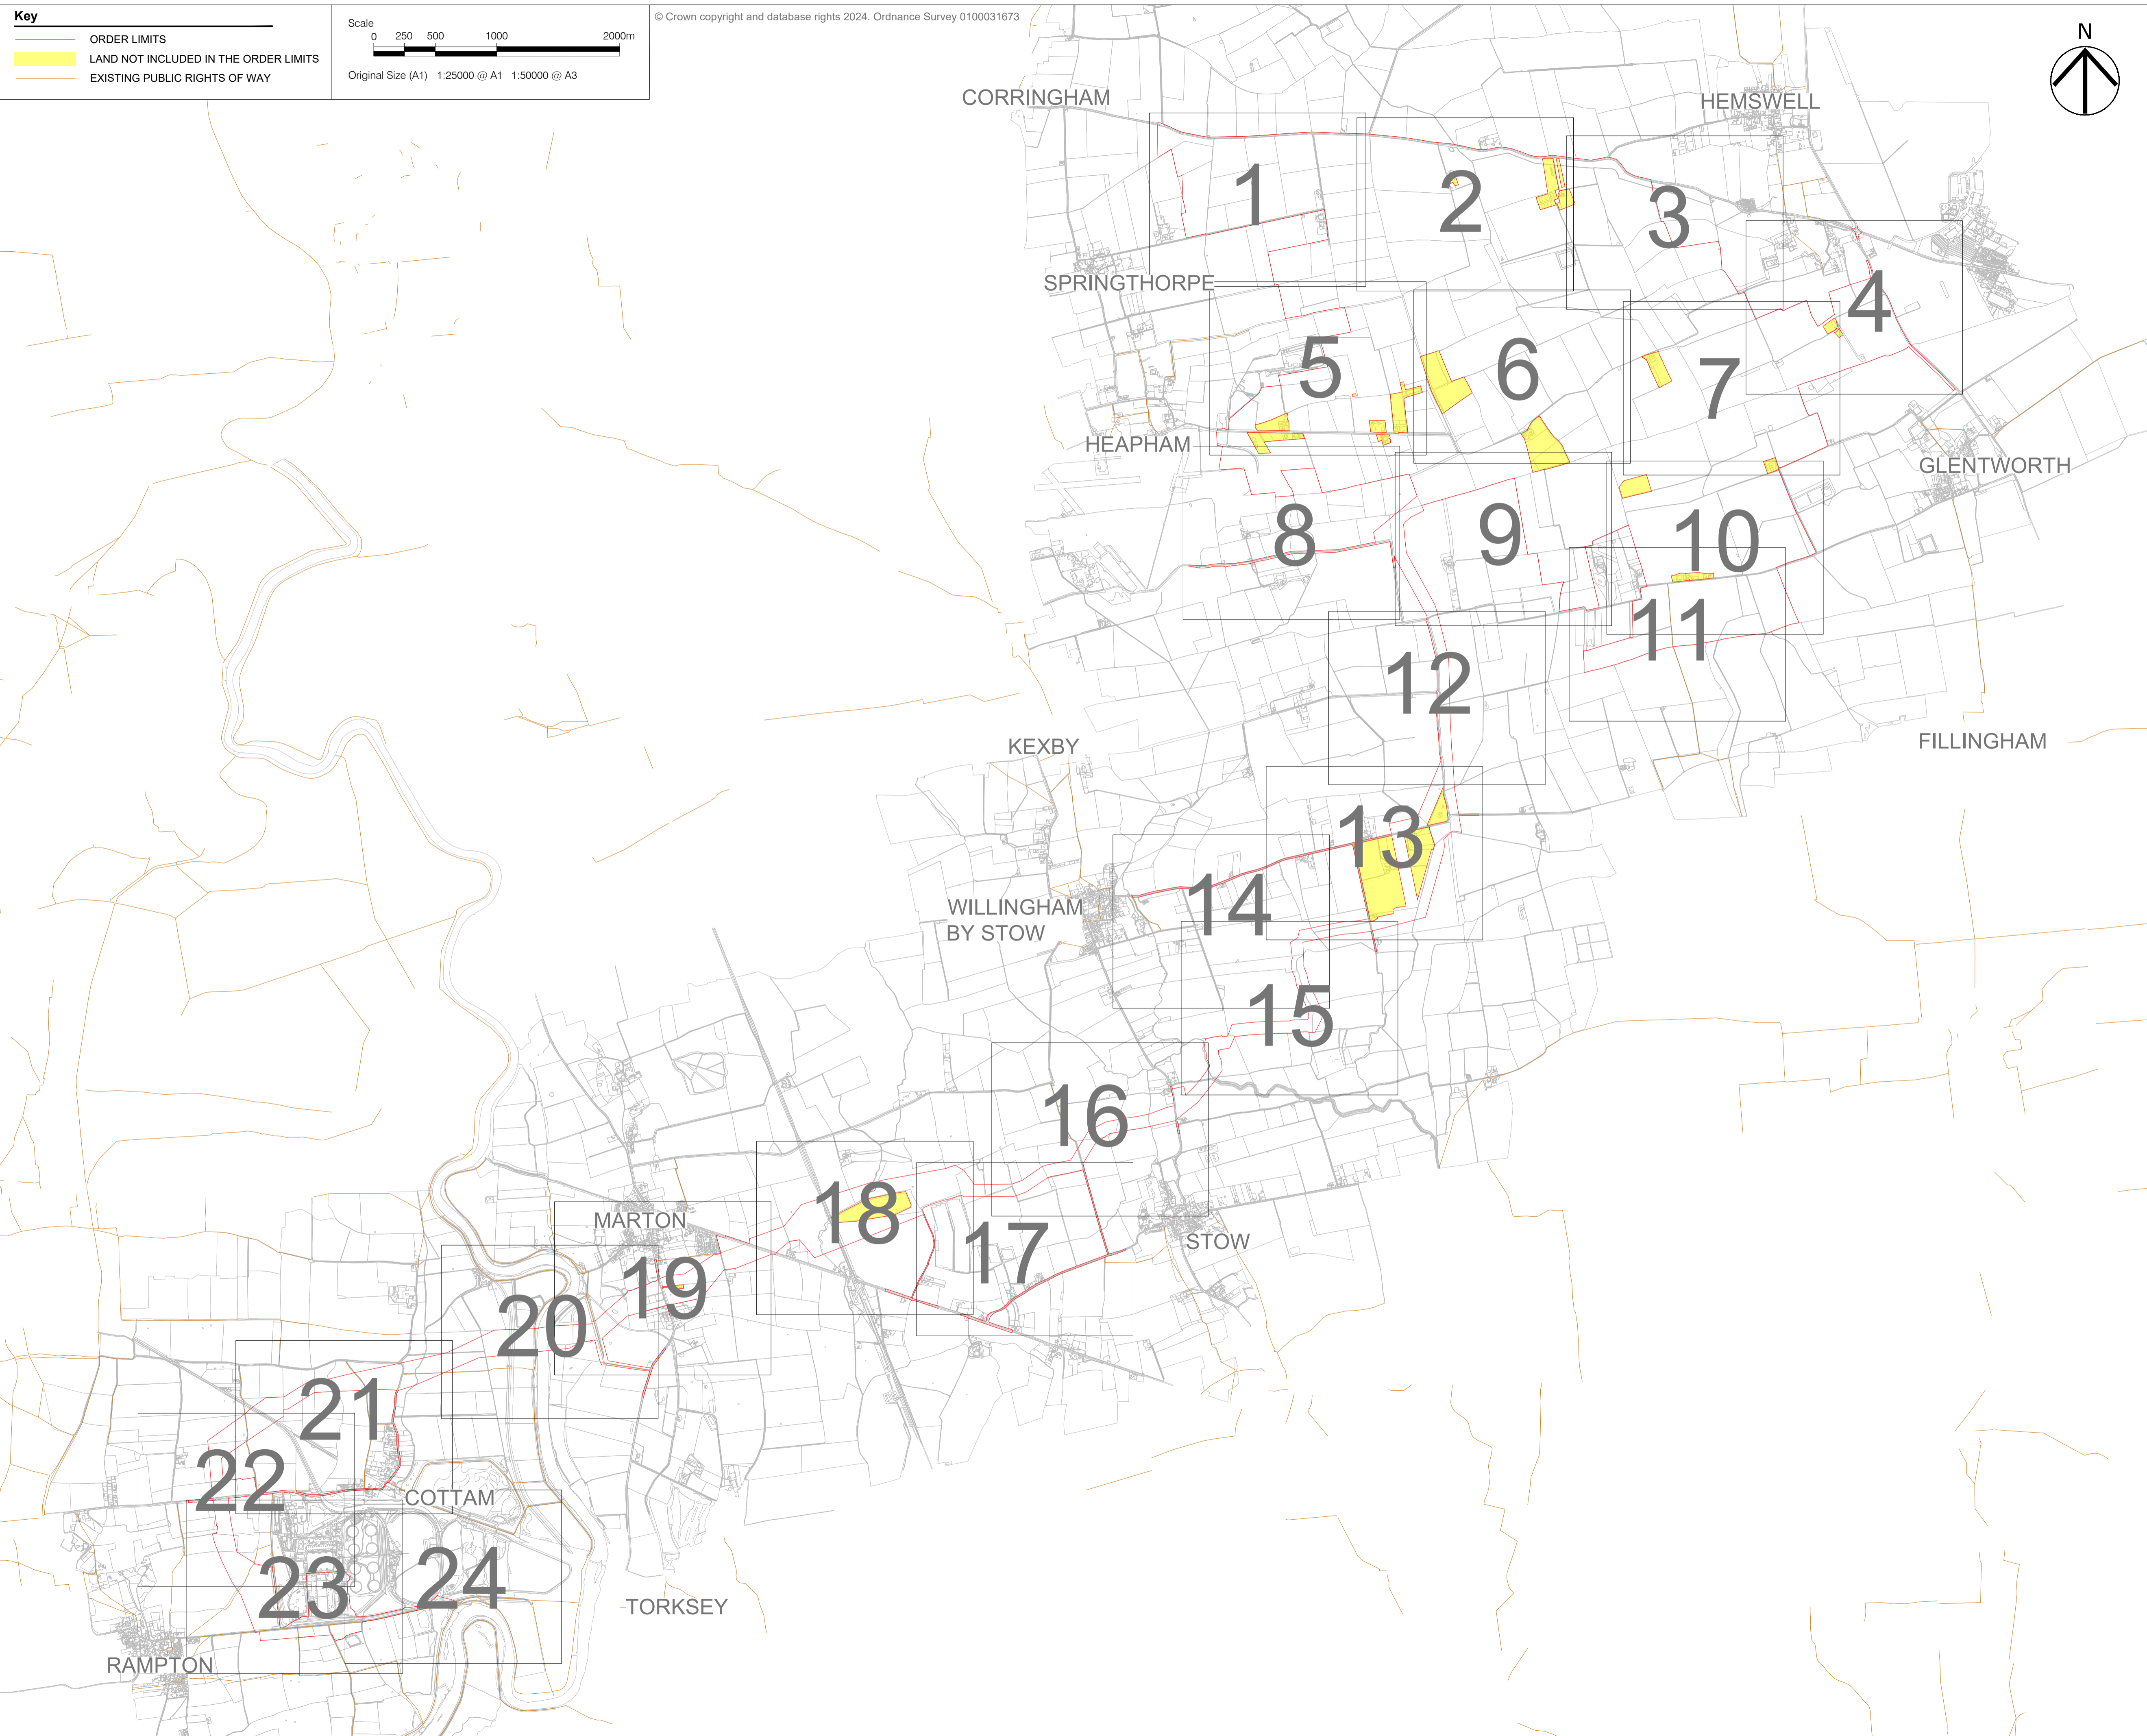 Key
ORDER LIMITS
LAND NOT INCLUDED IN THE ORDER LIMITS
EXISTING PUBLIC RIGHTS OF WAY
Scale
0 250 500 1000 2000m
Original Size (A1) 1:25000 @ A1 1:50000 @ A3
© Crown copyright and database rights 2024. Ordnance Survey 0100031673
N
CORRINGHAM
HEMSWELL
1
2
3
SPRINGTHORPE
4
5
6
7
HEAPHAM
GLENTWORTH
8
9
10
11
12
KEXBY
FILLINGHAM
13
14
WILLINGHAM
BY STOW
15
16
18
MARTON
17
STOW
19
20
21
22
COTTAM
23
24
TORKSEY
RAMPTON